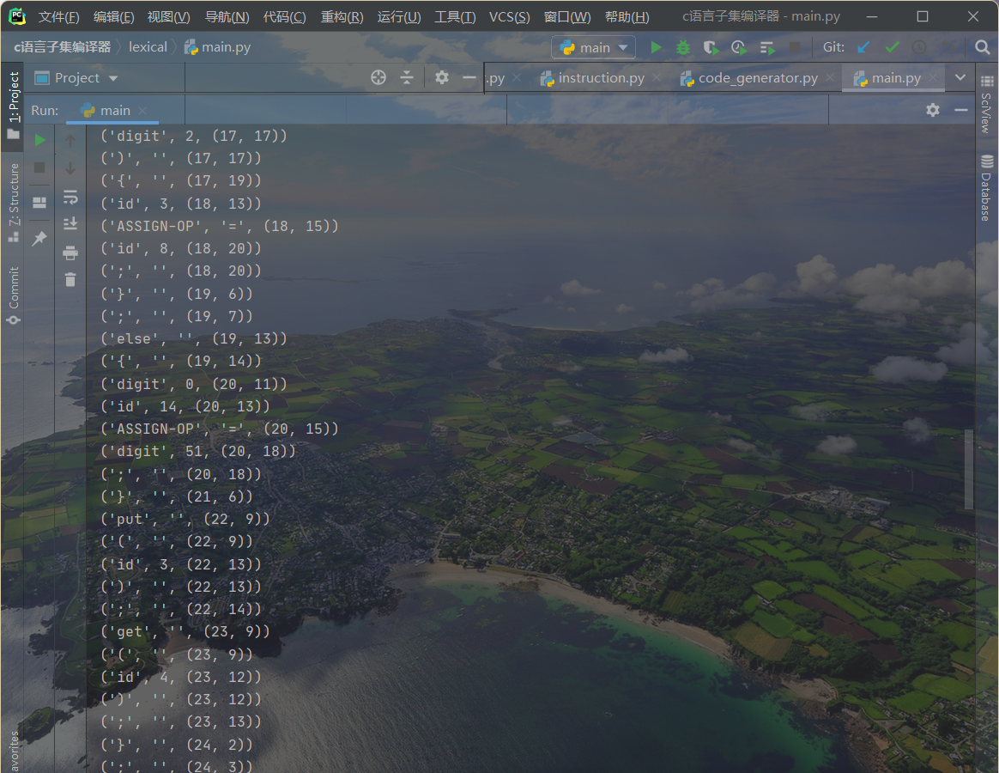 PC 文件(F) 编辑(E) 视图(V) 导航(N) 代码(C) 重构(R) 运行(U) 工具(T) VCS(S) 窗口(W) 帮助(H) c语言子集编译器 - main.py
c语言子集编译器 lexical main.py main Git:
Project .py instruction.py code_generator.py main.py
Run: main
1: Project
7: Structure
Commit
avorites
('digit', 2, (17, 17))
(')', '', (17, 17))
('{', '', (17, 19))
('id', 3, (18, 13))
('ASSIGN-OP', '=', (18, 15))
('id', 8, (18, 20))
(';', '', (18, 20))
('}', '', (19, 6))
(';', '', (19, 7))
('else', '', (19, 13))
('{', '', (19, 14))
('digit', 0, (20, 11))
('id', 14, (20, 13))
('ASSIGN-OP', '=', (20, 15))
('digit', 51, (20, 18))
(';', '', (20, 18))
('}', '', (21, 6))
('put', '', (22, 9))
('(', '', (22, 9))
('id', 3, (22, 13))
(')', '', (22, 13))
(';', '', (22, 14))
('get', '', (23, 9))
('(', '', (23, 9))
('id', 4, (23, 12))
(')', '', (23, 12))
(';', '', (23, 13))
('}', '', (24, 2))
(';', '', (24, 3))
SciView
Database